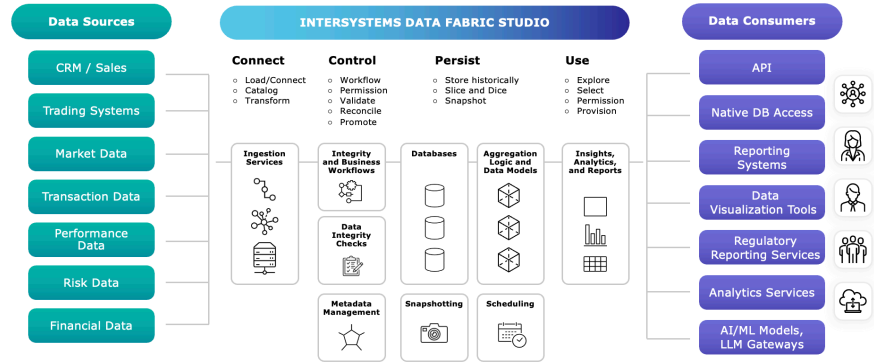 Data Sources
INTERSYSTEMS DATA FABRIC STUDIO
Data Consumers
CRM / Sales
Trading Systems
Market Data
Transaction Data
Performance
Data
Risk Data
Financial Data
Connect
○ Load/Connect
○ Catalog
○ Transform
Control
○ Workflow
○ Permission
○ Validate
○ Reconcile
○ Promote
Persist
○ Store historically
○ Slice and Dice
○ Snapshot
Use
○ Explore
○ Select
○ Permission
○ Provision
Ingestion
Services
Integrity
and Business
Workflows
Data
Integrity
Checks
Databases
Aggregation
Logic and
Data Models
Insights,
Analytics,
and Reports
Metadata
Management
Snapshotting
Scheduling
API
Native DB Access
Reporting
Systems
Data
Visualization Tools
Regulatory
Reporting Services
Analytics Services
AI/ML Models,
LLM Gateways